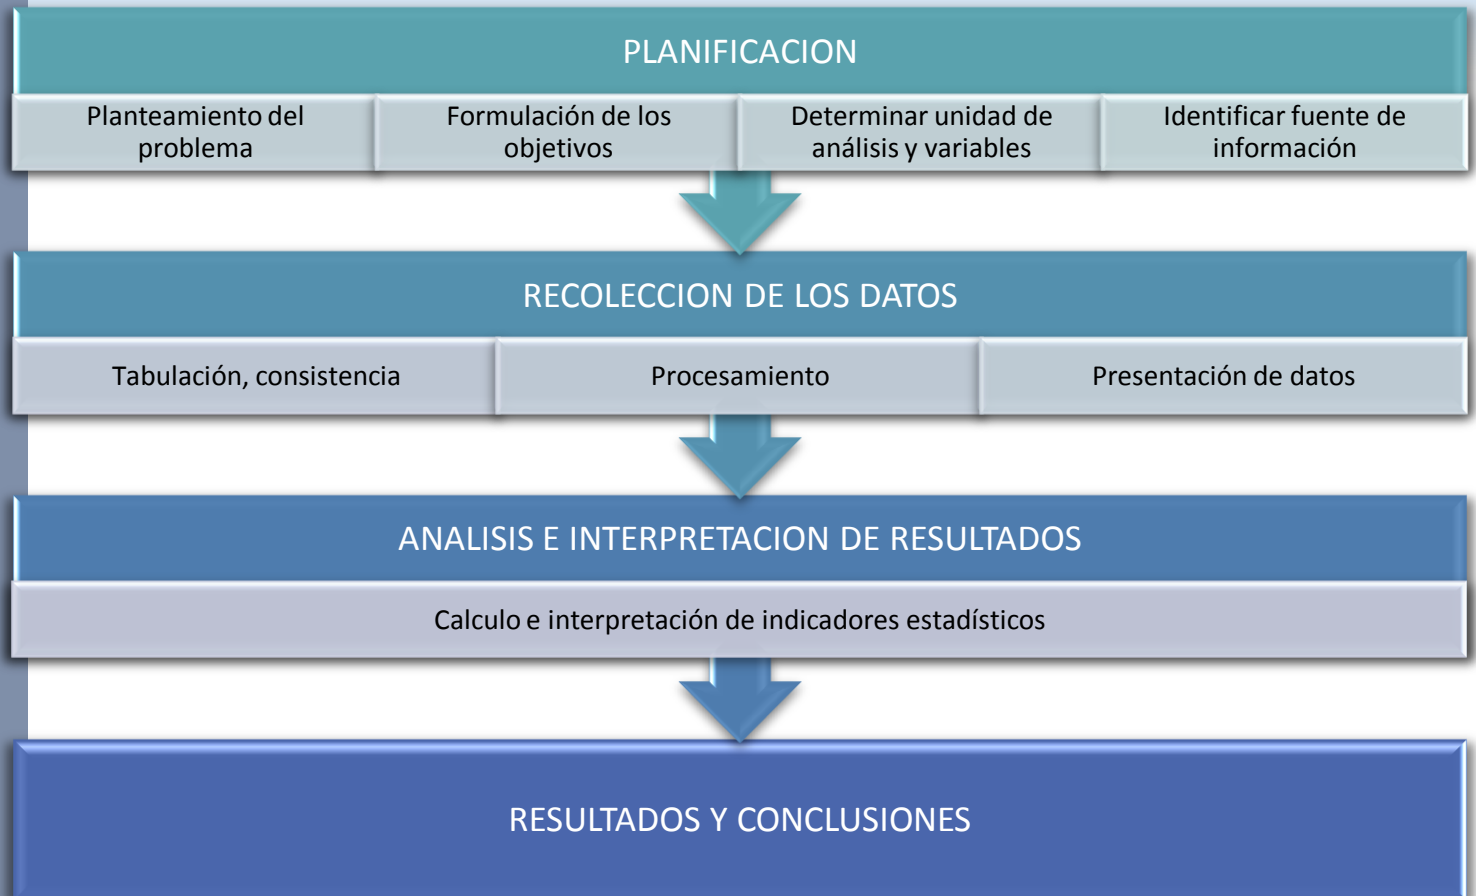 PLANIFICACION
Planteamiento del
problema
Formulación de los
objetivos
Determinar unidad de
análisis y variables
Identificar fuente de
información
RECOLECCION DE LOS DATOS
Tabulación, consistencia
Procesamiento
Presentación de datos
ANALISIS E INTERPRETACION DE RESULTADOS
Calculo e interpretación de indicadores estadísticos
RESULTADOS Y CONCLUSIONES